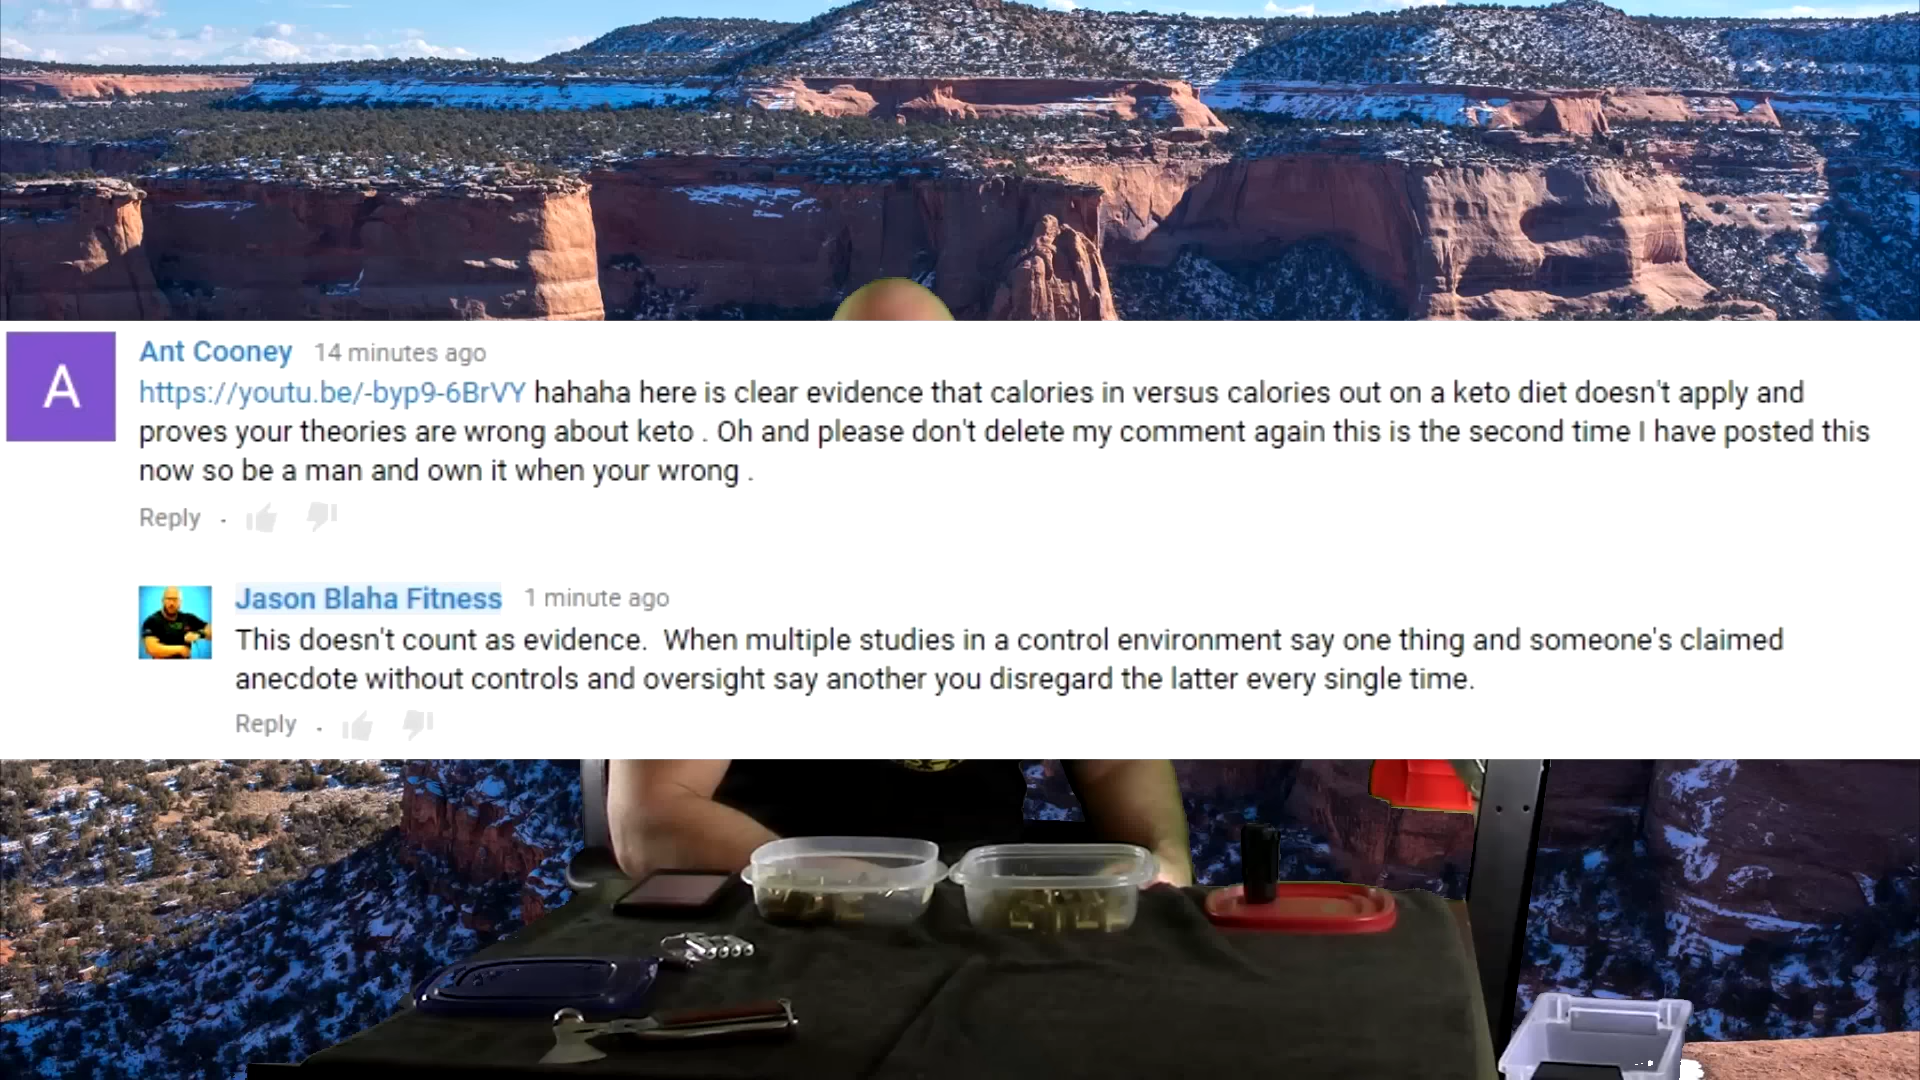 A
Ant Cooney 14 minutes ago
https://youtu.be/-byp9-6BrVY hahaha here is clear evidence that calories in versus calories out on a keto diet doesn't apply and
proves your theories are wrong about keto . Oh and please don't delete my comment again this is the second time I have posted this
now so be a man and own it when your wrong .
Reply .
Jason Blaha Fitness 1 minute ago
This doesn't count as evidence.  When multiple studies in a control environment say one thing and someone's claimed
anecdote without controls and oversight say another you disregard the latter every single time.
Reply .